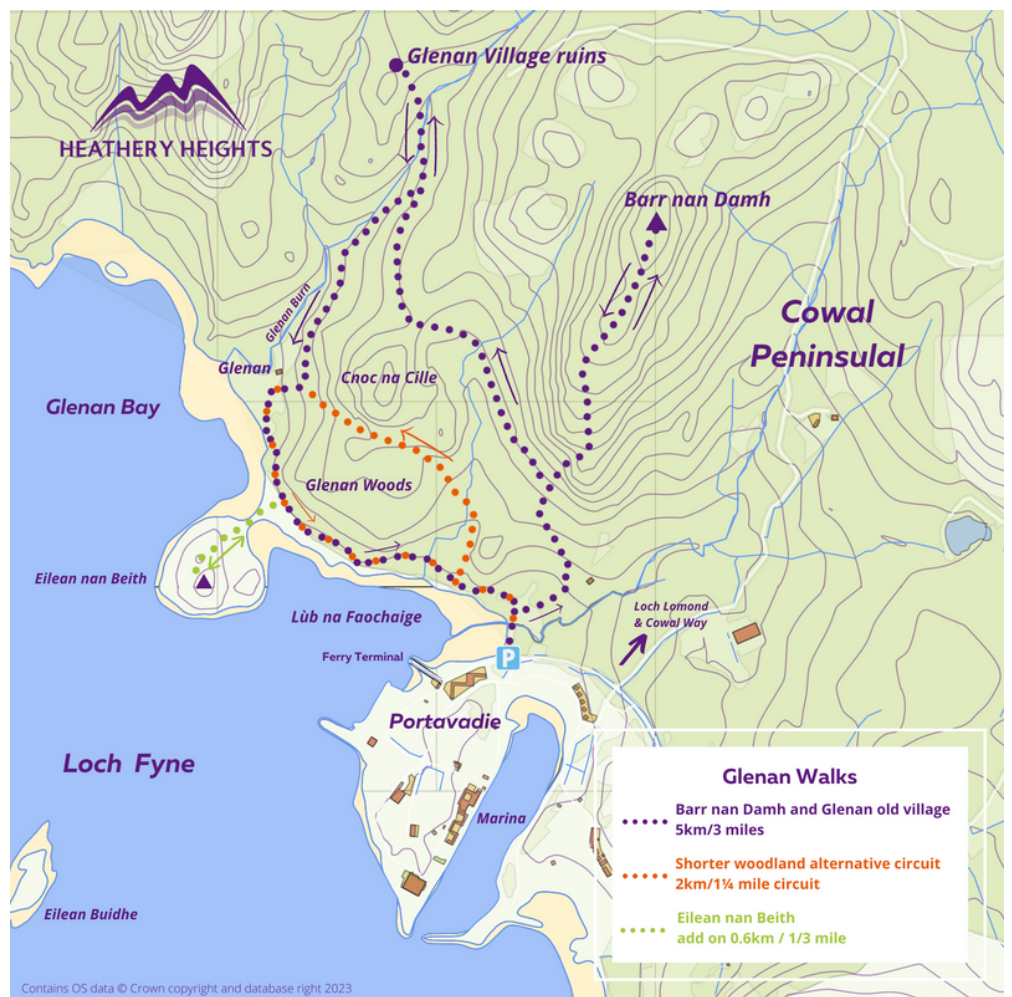 Glenan Village ruins
HEATHERY HEIGHTS
Barr nan Damh
Cowal
Peninsulal
Glenan Burn
Glenan
Cnoc na Cille
Glenan Bay
Glenan Woods
Eilean nan Beith
Lùb na Faochaige
Loch Lomond
& Cowal Way
Ferry Terminal
P
Portavadie
Loch Fyne
Marina
Eilean Buidhe
Glenan Walks
Barr nan Damh and Glenan old village
5km/3 miles
Shorter woodland alternative circuit
2km/1¼ mile circuit
Eilean nan Beith
add on 0.6km / 1/3 mile
Contains OS data © Crown copyright and database right 2023